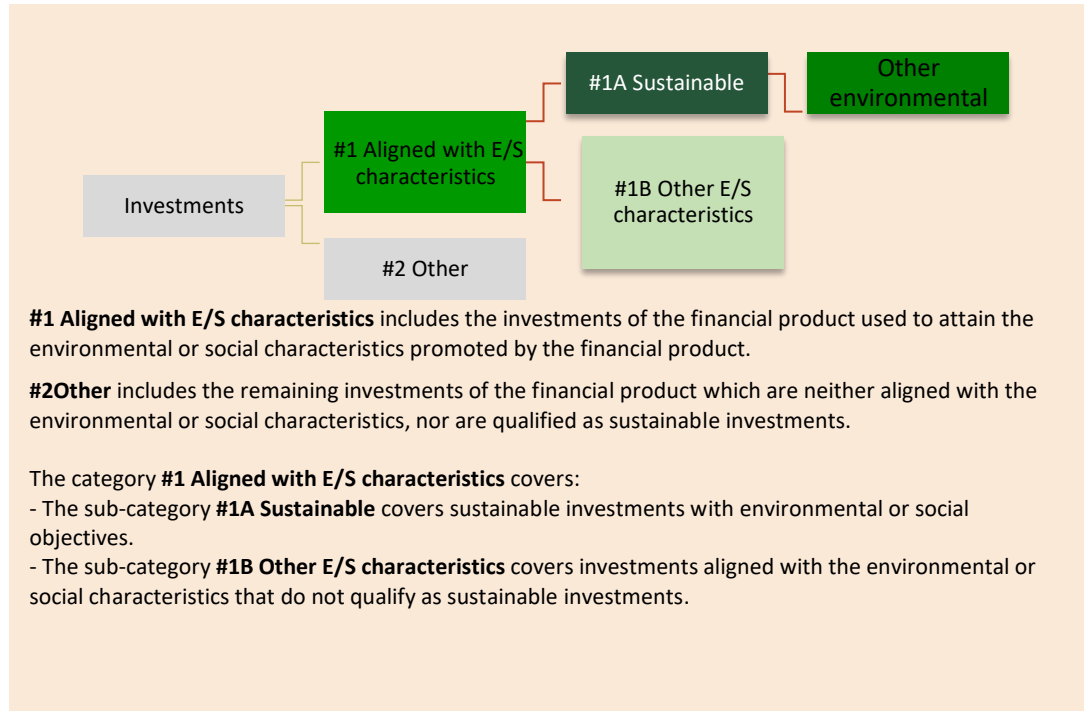 #1A Sustainable
Other
environmental
#1 Aligned with E/S
characteristics
#1B Other E/S
characteristics
Investments
#2 Other
#1 Aligned with E/S characteristics includes the investments of the financial product used to attain the
environmental or social characteristics promoted by the financial product.
#2Other includes the remaining investments of the financial product which are neither aligned with the
environmental or social characteristics, nor are qualified as sustainable investments.
The category #1 Aligned with E/S characteristics covers:
- The sub-category #1A Sustainable covers sustainable investments with environmental or social
objectives.
- The sub-category #1B Other E/S characteristics covers investments aligned with the environmental or
social characteristics that do not qualify as sustainable investments.